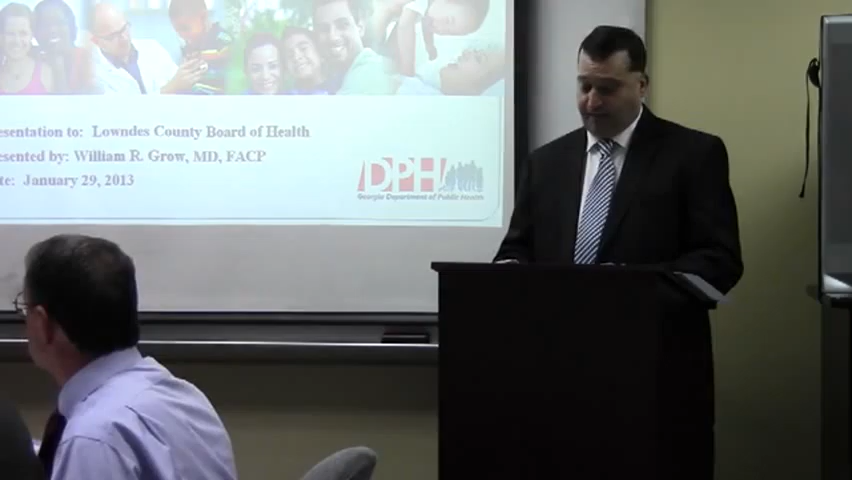 esentation to: Lowndes County Board of Health
esented by: William R. Grow, MD, FACP
te: January 29, 2013
DPH
Georgia Department of Public Health